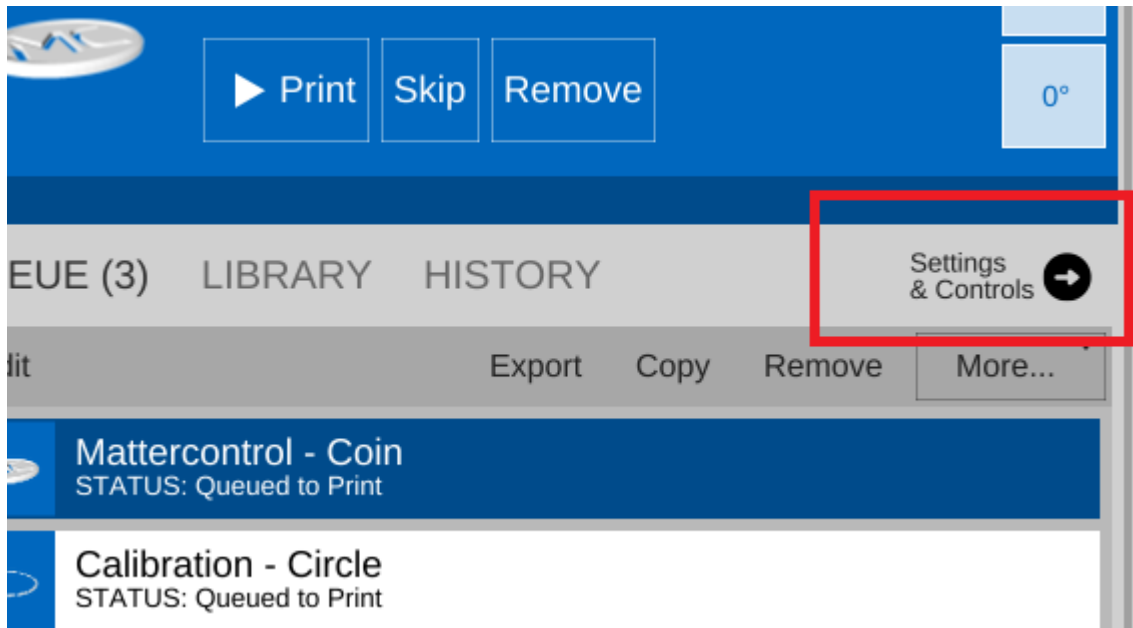 Print Skip Remove
0°
EUE (3) LIBRARY HISTORY
Settings
& Controls
dit Export Copy Remove More...
Mattercontrol - Coin
STATUS: Queued to Print
Calibration - Circle
STATUS: Queued to Print